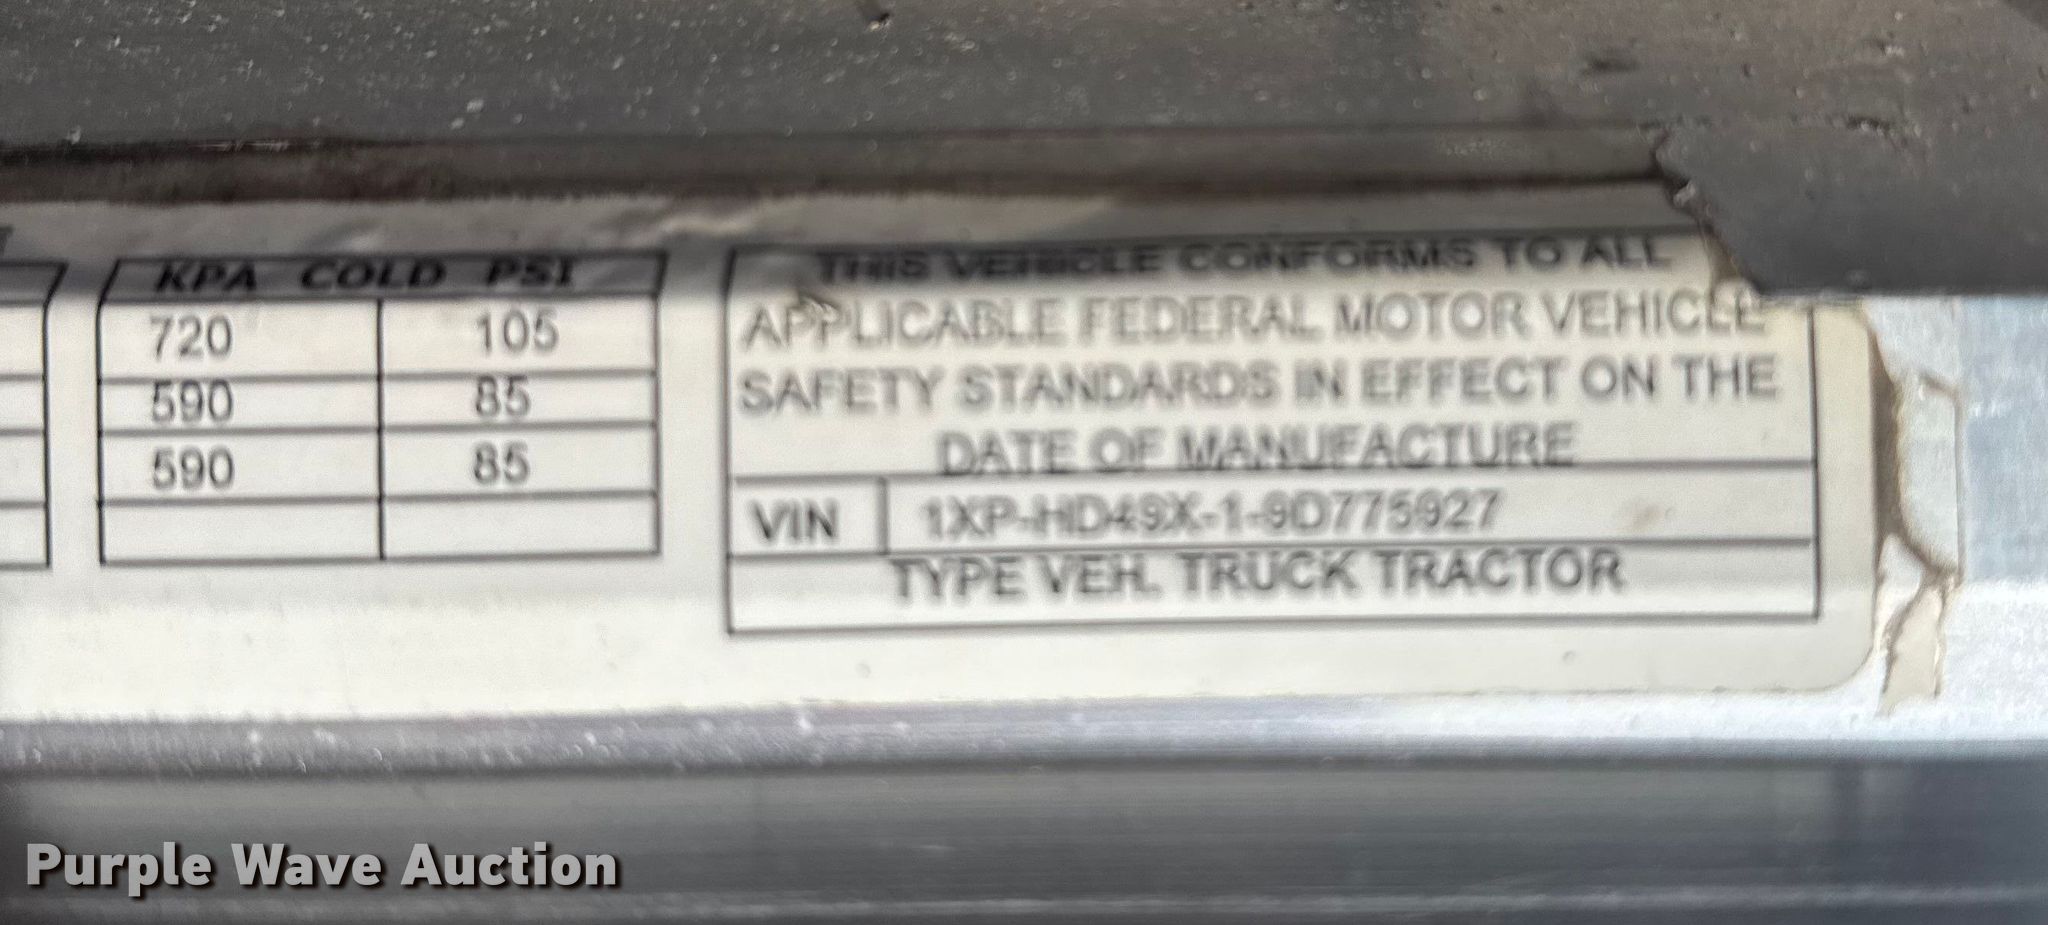 KPA COLD PSI
720 105
590 85
590 85
THIS VEHICLE CONFORMS TO ALL
APPLICABLE FEDERAL MOTOR VEHICLE
SAFETY STANDARDS IN EFFECT ON THE
DATE OF MANUFACTURE
VIN 1XP-HD49X-1-9D775927
TYPE VEH. TRUCK TRACTOR
Purple Wave Auction